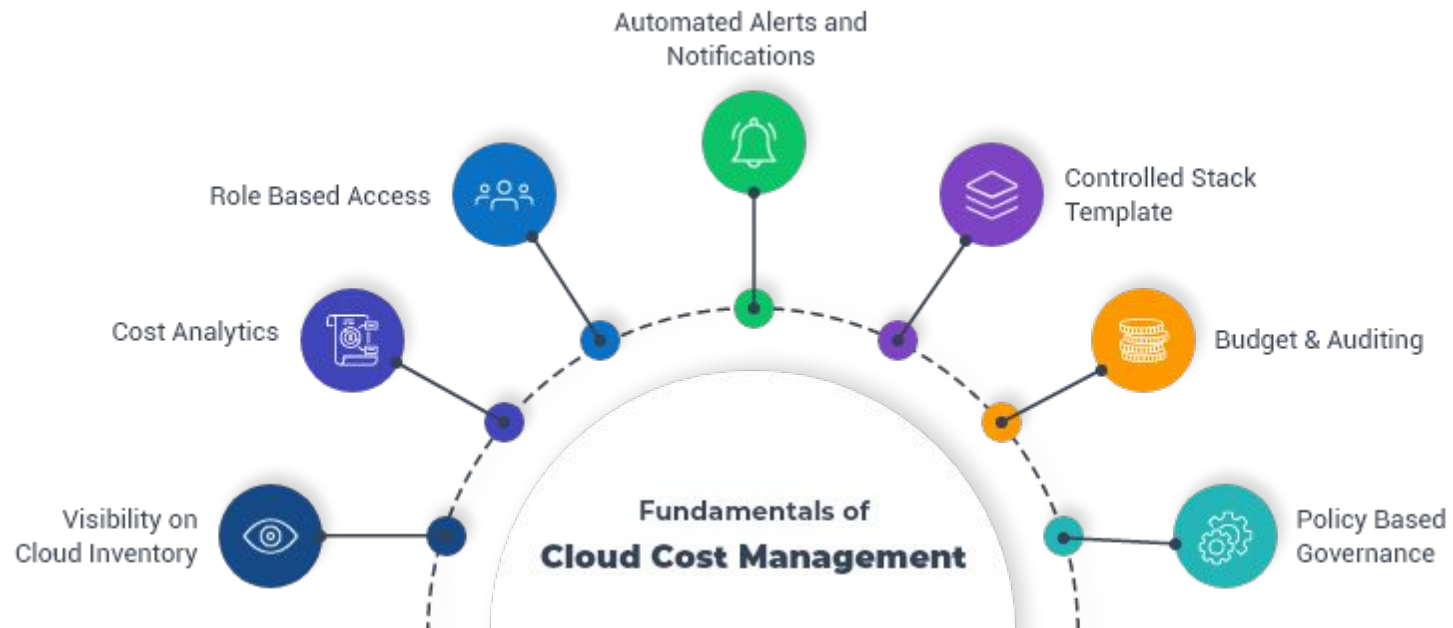 Automated Alerts and
Notifications
Role Based Access
Controlled Stack
Template
Cost Analytics
Budget & Auditing
Visibility on
Cloud Inventory
Fundamentals of
Cloud Cost Management
Policy Based
Governance